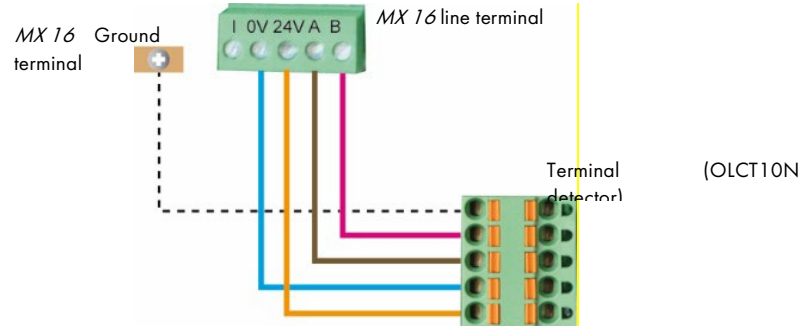 MX 16 Ground
terminal
I 0V 24V A B
MX 16 line terminal
Terminal (OLCT10N
detector)